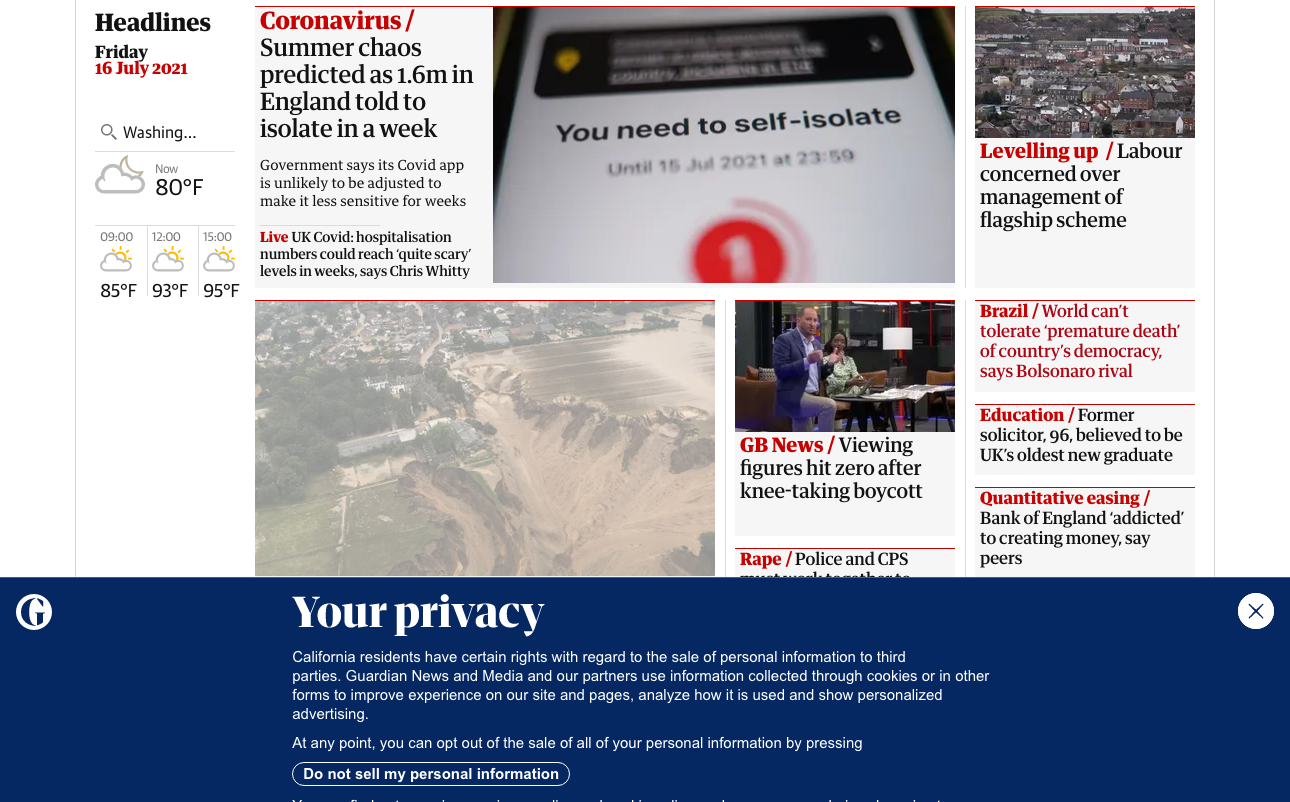 Headlines
Friday
16 July 2021
Washing...
Now
80°F
09:00
12:00
15:00
85°F
93°F
95°F
Coronavirus /
Summer chaos
predicted as 1.6m in
England told to
isolate in a week
Government says its Covid app
is unlikely to be adjusted to
make it less sensitive for weeks
Live UK Covid: hospitalisation
numbers could reach ‘quite scary’
levels in weeks, says Chris Whitty
You need to self-isolate
Until 15 Jul 2021 at 23:59
1
Levelling up / Labour
concerned over
management of
flagship scheme
GB News / Viewing
figures hit zero after
knee-taking boycott
Rape / Police and CPS
Brazil / World can’t
tolerate ‘premature death’
of country’s democracy,
says Bolsonaro rival
Education / Former
solicitor, 96, believed to be
UK’s oldest new graduate
Quantitative easing /
Bank of England ‘addicted’
to creating money, say
peers
G
Your privacy
California residents have certain rights with regard to the sale of personal information to third
parties. Guardian News and Media and our partners use information collected through cookies or in other
forms to improve experience on our site and pages, analyze how it is used and show personalized
advertising.
At any point, you can opt out of the sale of all of your personal information by pressing
Do not sell my personal information